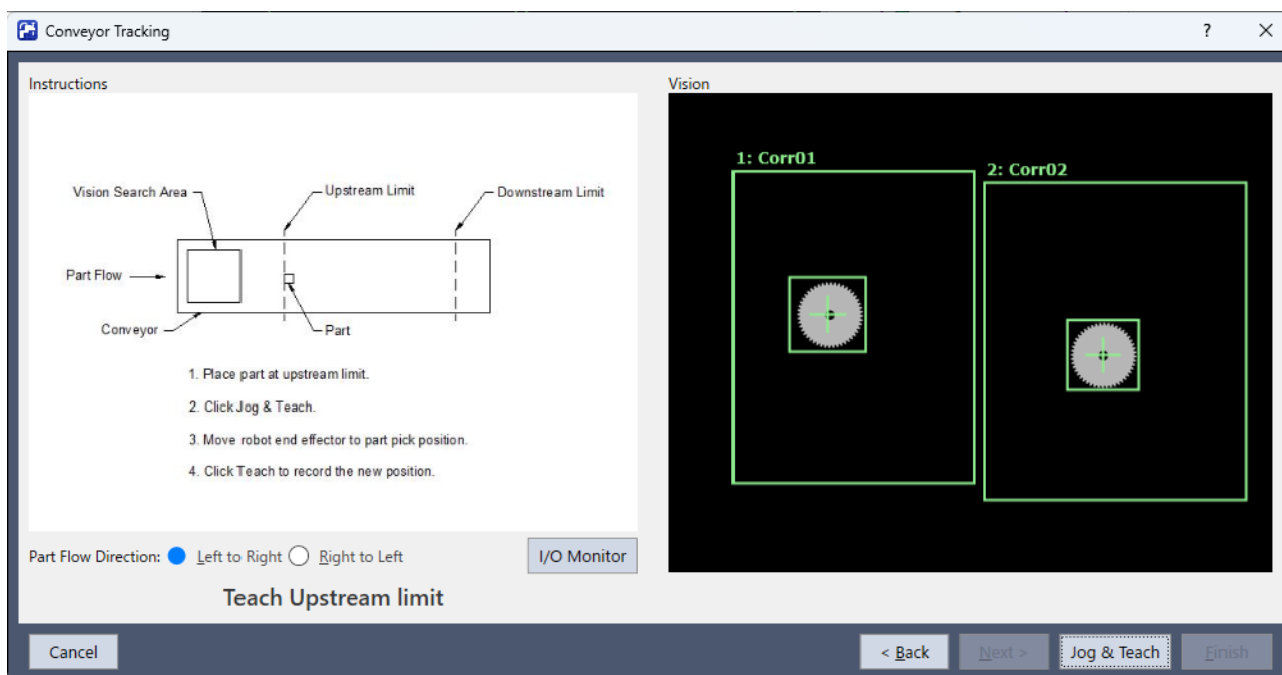 Conveyor Tracking
?
Instructions
Vision Search Area
Upstream Limit
Downstream Limit
Part Flow
Conveyor
Part
1. Place part at upstream limit.
2. Click Jog & Teach.
3. Move robot end effector to part pick position.
4. Click Teach to record the new position.
Part Flow Direction: Left to Right Right to Left
I/O Monitor
Teach Upstream limit
Vision
1: Corr01
2: Corr02
Cancel
< Back
Next >
Jog & Teach
Finish